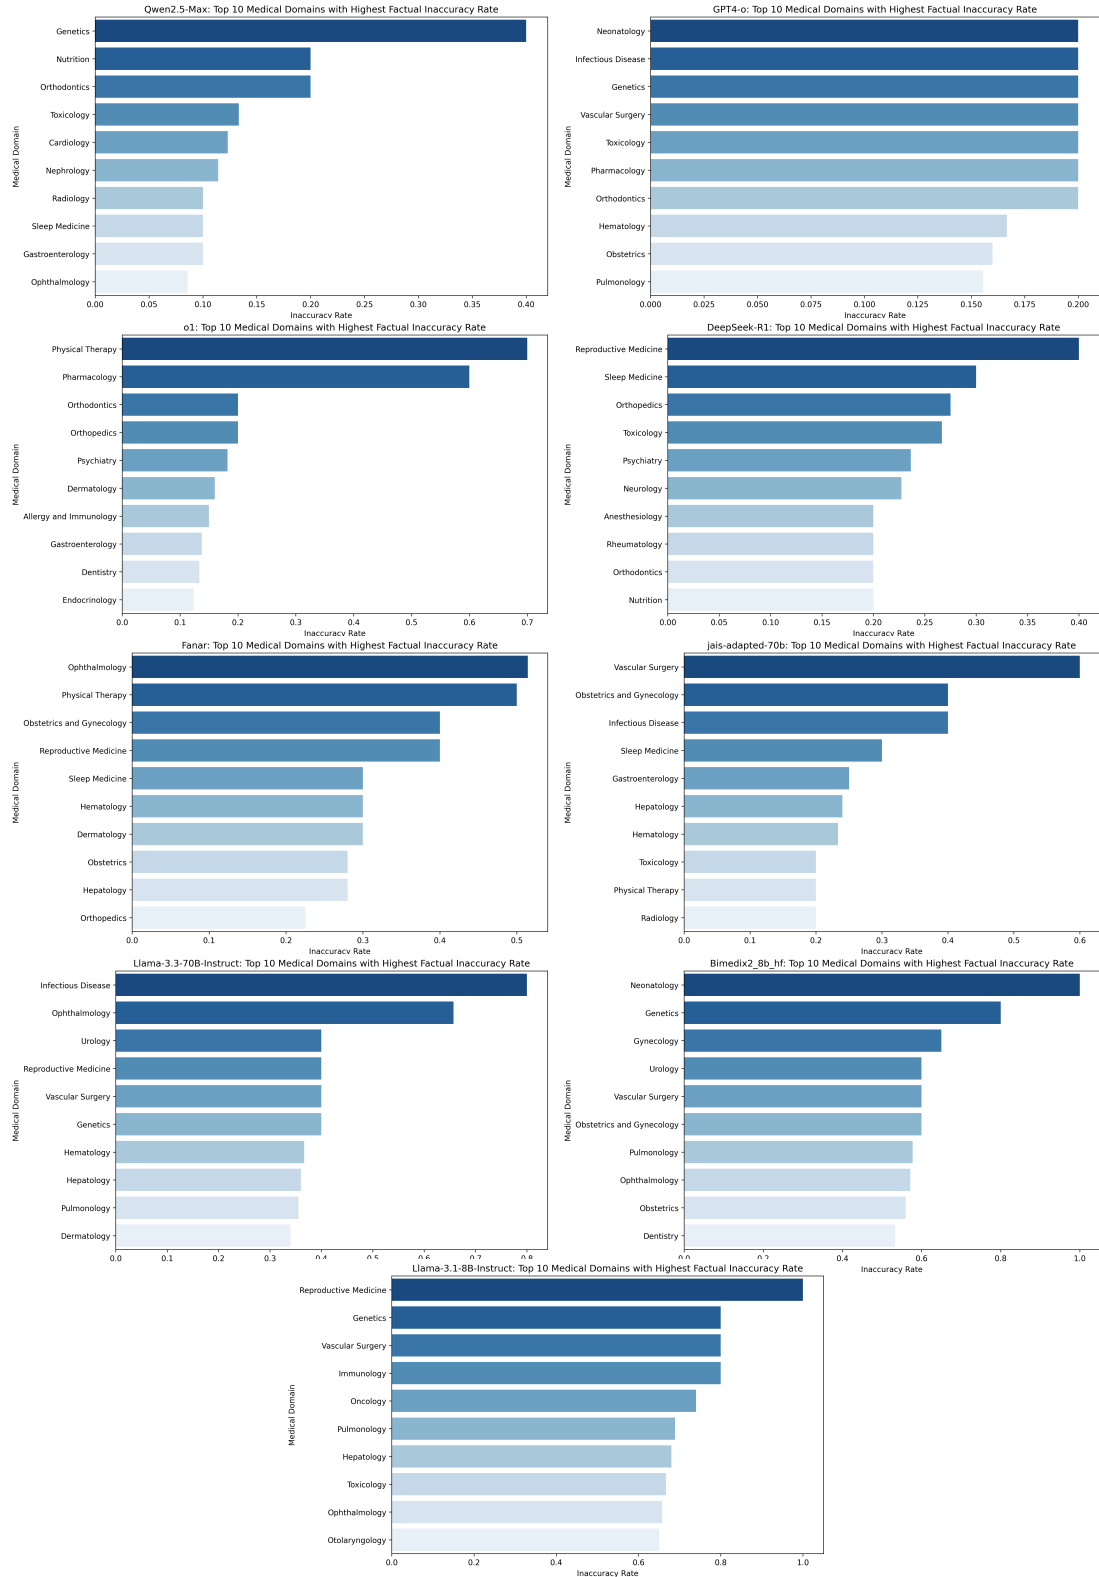 Qwen2.5-Max: Top 10 Medical Domains with Highest Factual Inaccuracy Rate
Medical Domain
Genetics
Nutrition
Orthodontics
Toxicology
Cardiology
Nephrology
Radiology
Sleep Medicine
Gastroenterology
Ophthalmology
0.00 0.05 0.10 0.15 0.20 0.25 0.30 0.35 0.40
Inaccuracy Rate
GPT4-o: Top 10 Medical Domains with Highest Factual Inaccuracy Rate
Medical Domain
Neonatology
Infectious Disease
Genetics
Vascular Surgery
Toxicology
Pharmacology
Orthodontics
Hematology
Obstetrics
Pulmonology
0.000 0.025 0.050 0.075 0.100 0.125 0.150 0.175 0.200
Inaccuracy Rate
o1: Top 10 Medical Domains with Highest Factual Inaccuracy Rate
Medical Domain
Physical Therapy
Pharmacology
Orthodontics
Orthopedics
Psychiatry
Dermatology
Allergy and Immunology
Gastroenterology
Dentistry
Endocrinology
0.0 0.1 0.2 0.3 0.4 0.5 0.6 0.7
Inaccuracy Rate
DeepSeek-R1: Top 10 Medical Domains with Highest Factual Inaccuracy Rate
Medical Domain
Reproductive Medicine
Sleep Medicine
Orthopedics
Toxicology
Psychiatry
Neurology
Anesthesiology
Rheumatology
Orthodontics
Nutrition
0.00 0.05 0.10 0.15 0.20 0.25 0.30 0.35 0.40
Inaccuracy Rate
Fanar: Top 10 Medical Domains with Highest Factual Inaccuracy Rate
Medical Domain
Ophthalmology
Physical Therapy
Obstetrics and Gynecology
Reproductive Medicine
Sleep Medicine
Hematology
Dermatology
Obstetrics
Hepatology
Orthopedics
0.0 0.1 0.2 0.3 0.4 0.5
Inaccuracy Rate
jais-adapted-70b: Top 10 Medical Domains with Highest Factual Inaccuracy Rate
Medical Domain
Vascular Surgery
Obstetrics and Gynecology
Infectious Disease
Sleep Medicine
Gastroenterology
Hepatology
Hematology
Toxicology
Physical Therapy
Radiology
0.0 0.1 0.2 0.3 0.4 0.5 0.6
Inaccuracy Rate
Llama-3.3-70B-Instruct: Top 10 Medical Domains with Highest Factual Inaccuracy Rate
Medical Domain
Infectious Disease
Ophthalmology
Urology
Reproductive Medicine
Vascular Surgery
Genetics
Hematology
Hepatology
Pulmonology
Dermatology
0.0 0.1 0.2 0.3 0.4 0.5 0.6 0.7 0.8
Bimedix2_8b_hf: Top 10 Medical Domains with Highest Factual Inaccuracy Rate
Medical Domain
Neonatology
Genetics
Gynecology
Urology
Vascular Surgery
Obstetrics and Gynecology
Pulmonology
Ophthalmology
Obstetrics
Dentistry
0.0 0.2 0.4 0.6 0.8 1.0
Inaccuracy Rate
Llama-3.1-8B-Instruct: Top 10 Medical Domains with Highest Factual Inaccuracy Rate
Medical Domain
Reproductive Medicine
Genetics
Vascular Surgery
Immunology
Oncology
Pulmonology
Hepatology
Toxicology
Ophthalmology
Otolaryngology
0.0 0.2 0.4 0.6 0.8 1.0
Inaccuracy Rate